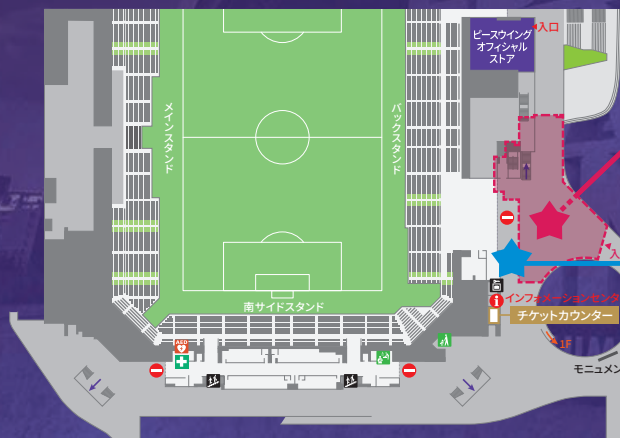 ピースウイング
オフィシャル
ストア
入口
メインスタンド
バックスタンド
入
南サイドスタンド
インフォメーションセンタ
チケットカウンター
AED
1F
モニュメン